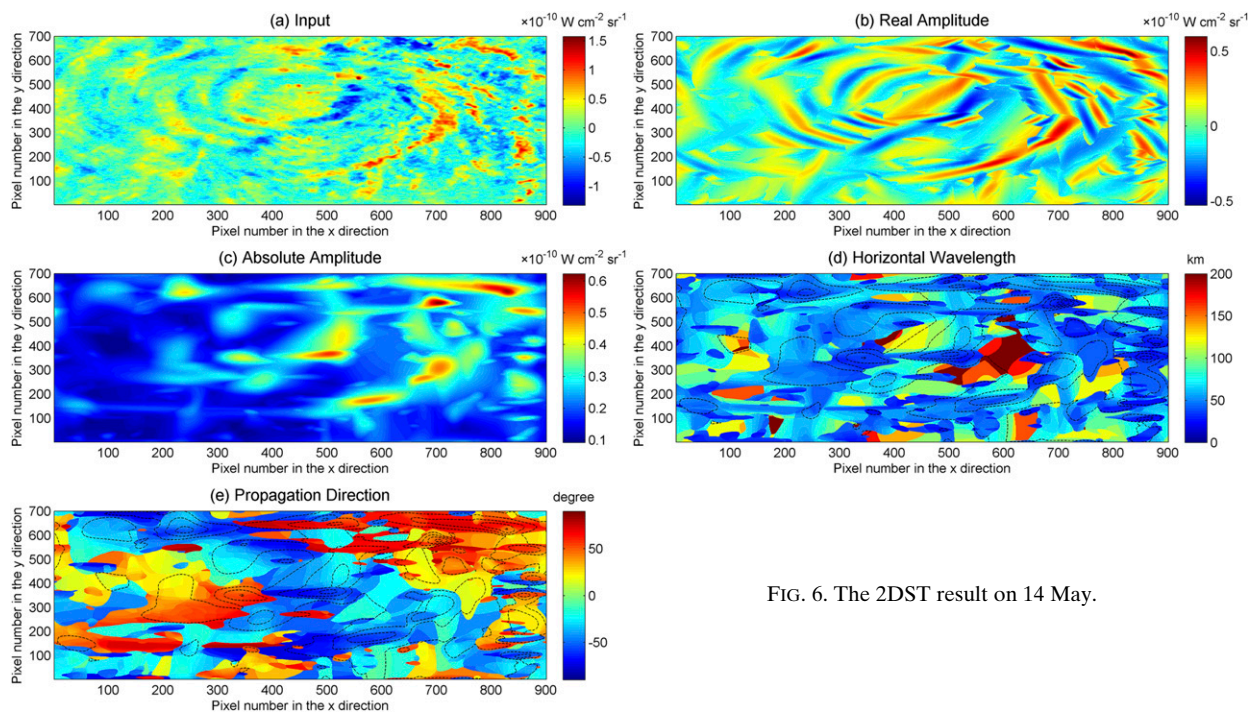 (a) Input
×10⁻¹⁰ W cm⁻² sr⁻¹
Pixel number in the y direction
700
600
500
400
300
200
100
100 200 300 400 500 600 700 800 900
Pixel number in the x direction
1.5
1
0.5
0
-0.5
-1
(b) Real Amplitude
×10⁻¹⁰ W cm⁻² sr⁻¹
Pixel number in the y direction
700
600
500
400
300
200
100
100 200 300 400 500 600 700 800 900
Pixel number in the x direction
0.5
0
-0.5
(c) Absolute Amplitude
×10⁻¹⁰ W cm⁻² sr⁻¹
Pixel number in the y direction
700
600
500
400
300
200
100
100 200 300 400 500 600 700 800 900
Pixel number in the x direction
0.6
0.5
0.4
0.3
0.2
0.1
(d) Horizontal Wavelength
km
Pixel number in the y direction
700
600
500
400
300
200
100
100 200 300 400 500 600 700 800 900
Pixel number in the x direction
200
150
100
50
0
(e) Propagation Direction
degree
Pixel number in the y direction
700
600
500
400
300
200
100
100 200 300 400 500 600 700 800 900
Pixel number in the x direction
50
0
-50
FIG. 6. The 2DST result on 14 May.